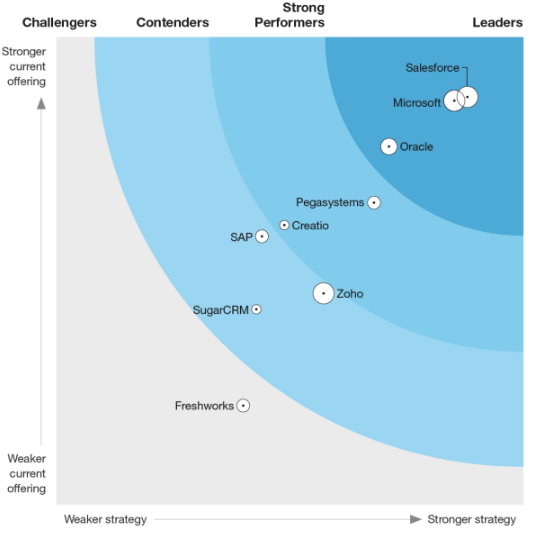 Challengers
Contenders
Strong
Performers
Leaders
Stronger
current
offering
Salesforce
Microsoft
Oracle
Pegasystems
Creatio
SAP
Zoho
SugarCRM
Freshworks
Weaker
current
offering
Weaker strategy
Stronger strategy